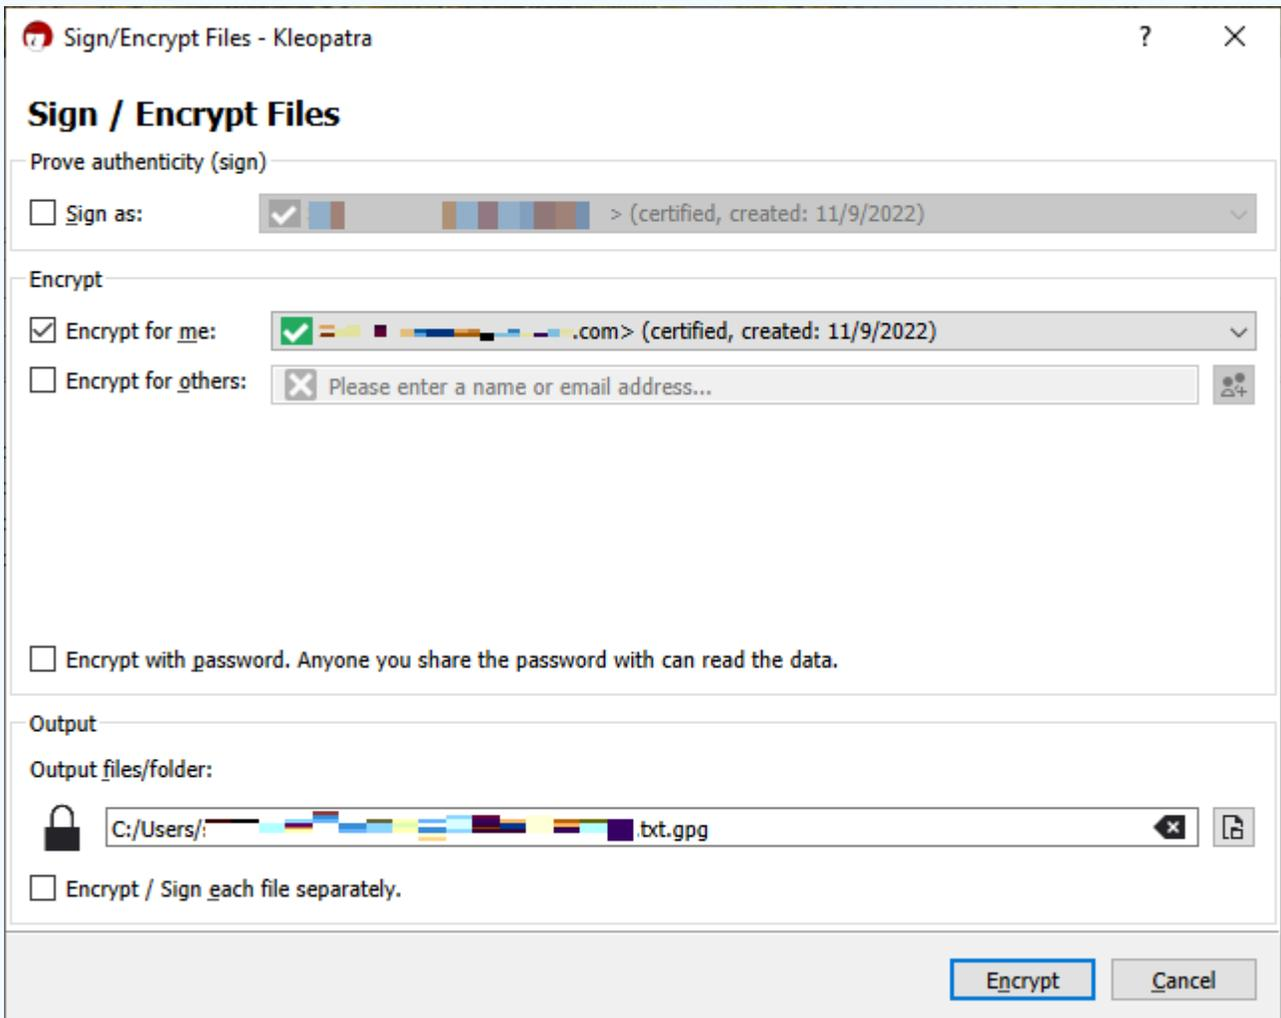 Sign/Encrypt Files - Kleopatra
Sign / Encrypt Files
Prove authenticity (sign)
Sign as: > (certified, created: 11/9/2022)
Encrypt
Encrypt for me: .com> (certified, created: 11/9/2022)
Encrypt for others: Please enter a name or email address...
Encrypt with password. Anyone you share the password with can read the data.
Output
Output files/folder:
C:/Users/ .txt.gpg
Encrypt / Sign each file separately.
Encrypt Cancel